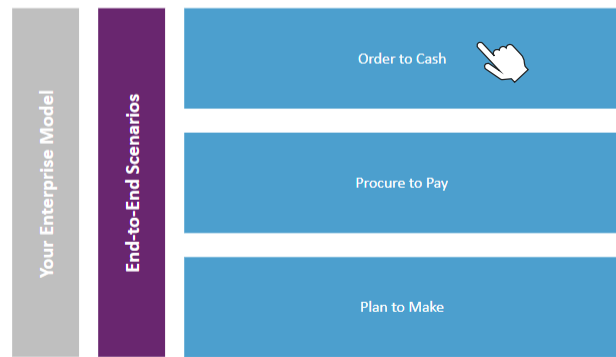 Your Enterprise Model
End-to-End Scenarios
Order to Cash
Procure to Pay
Plan to Make